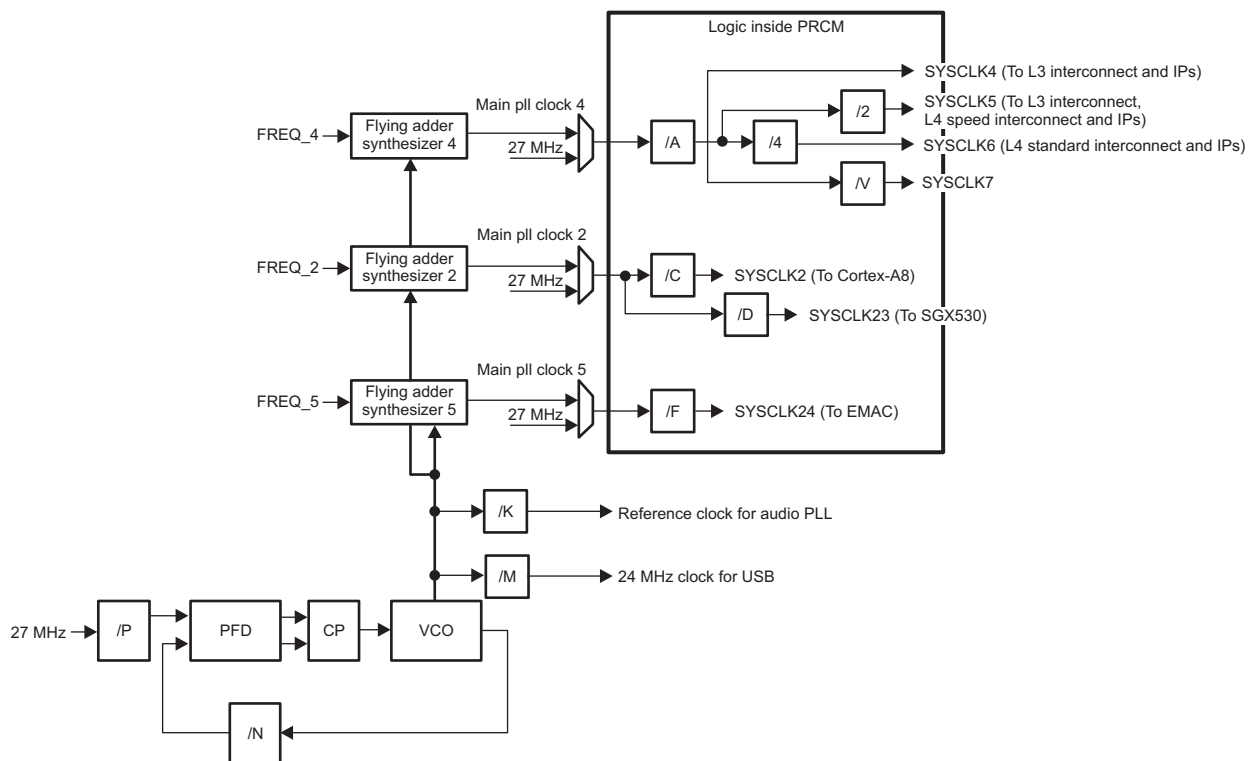 Logic inside PRCM
SYSCLK4 (To L3 interconnect and IPs)
Main pll clock 4
/2
SYSCLK5 (To L3 interconnect,
L4 speed interconnect and IPs)
FREQ_4
Flying adder
synthesizer 4
27 MHz
/A
/4
SYSCLK6 (L4 standard interconnect and IPs)
/V
SYSCLK7
Main pll clock 2
FREQ_2
Flying adder
synthesizer 2
27 MHz
/C
SYSCLK2 (To Cortex-A8)
/D
SYSCLK23 (To SGX530)
Main pll clock 5
FREQ_5
Flying adder
synthesizer 5
27 MHz
/F
SYSCLK24 (To EMAC)
/K
Reference clock for audio PLL
/M
24 MHz clock for USB
27 MHz
/P
PFD
CP
VCO
/N